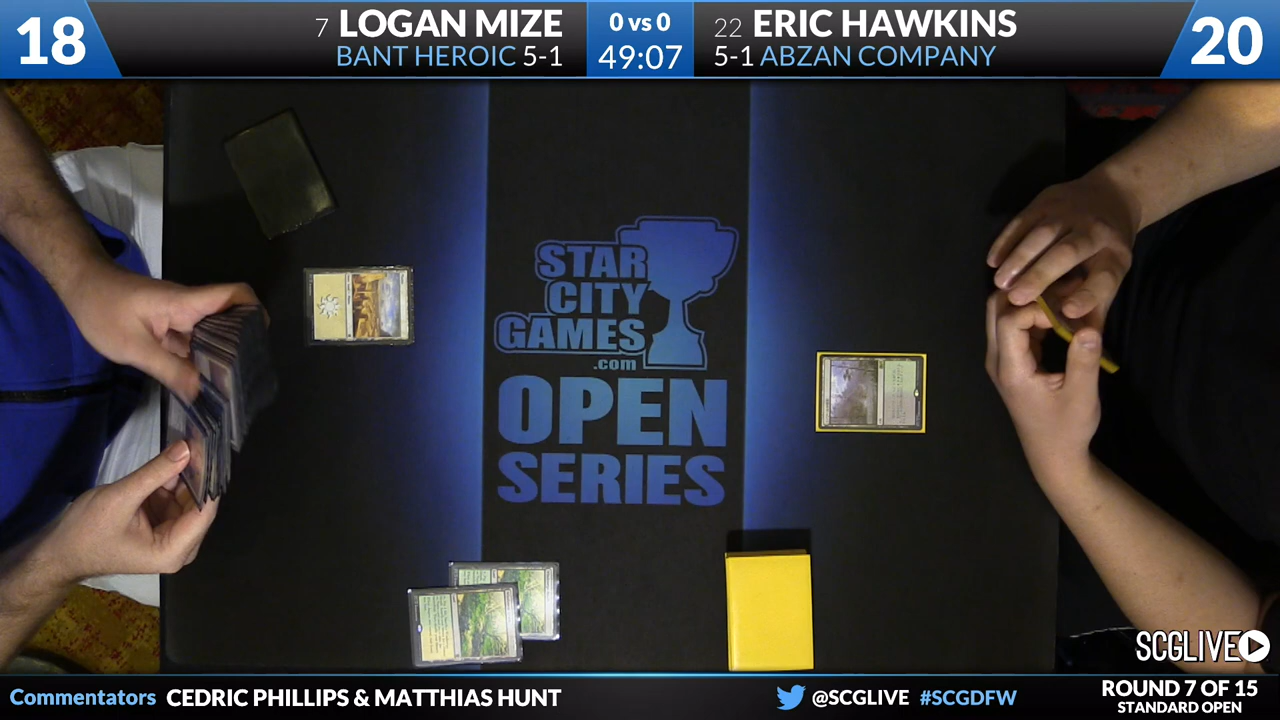 18
7 LOGAN MIZE
BANT HEROIC 5-1
0 vs 0
49:07
22 ERIC HAWKINS
5-1 ABZAN COMPANY
20
STAR
CITY
GAMES
.com
OPEN
SERIES
SCGLIVE
Commentators CEDRIC PHILLIPS & MATTHIAS HUNT
@SCGLIVE #SCGDFW
ROUND 7 OF 15
STANDARD OPEN